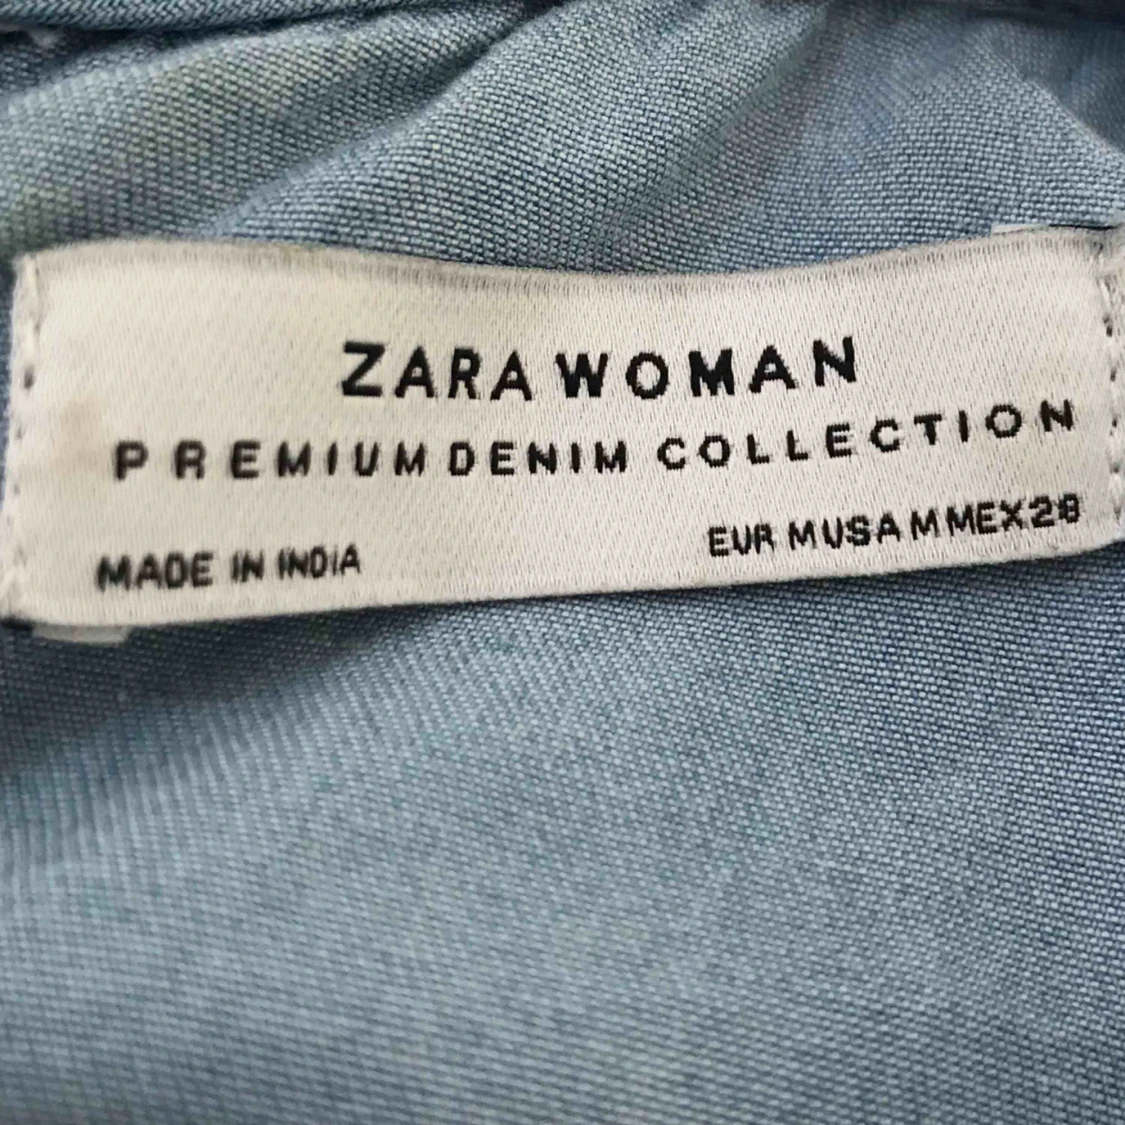 ZARA WOMAN
PREMIUM DENIM COLLECTION
MADE IN INDIA
EUR M USA M MEX 28